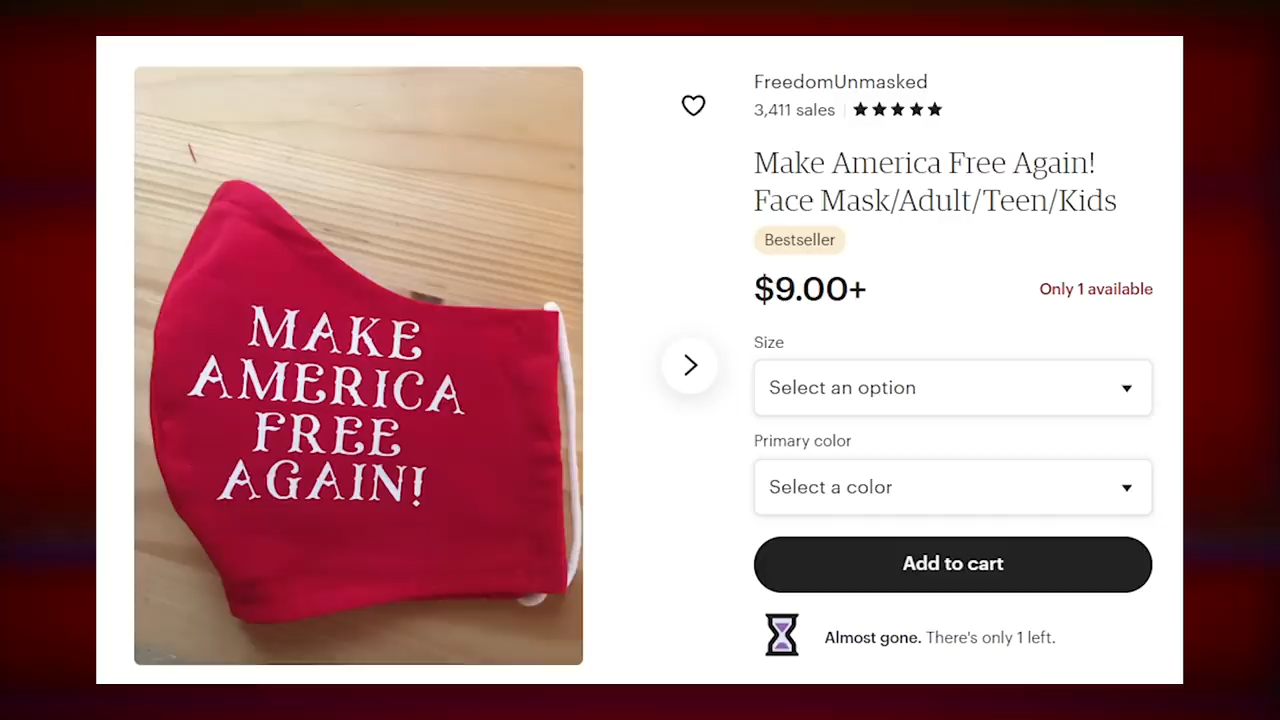 MAKE
AMERICA
FREE
AGAIN!
FreedomUnmasked
3,411 sales
Make America Free Again!
Face Mask/Adult/Teen/Kids
Bestseller
$9.00+
Only 1 available
Size
Select an option
Primary color
Select a color
Add to cart
Almost gone. There's only 1 left.